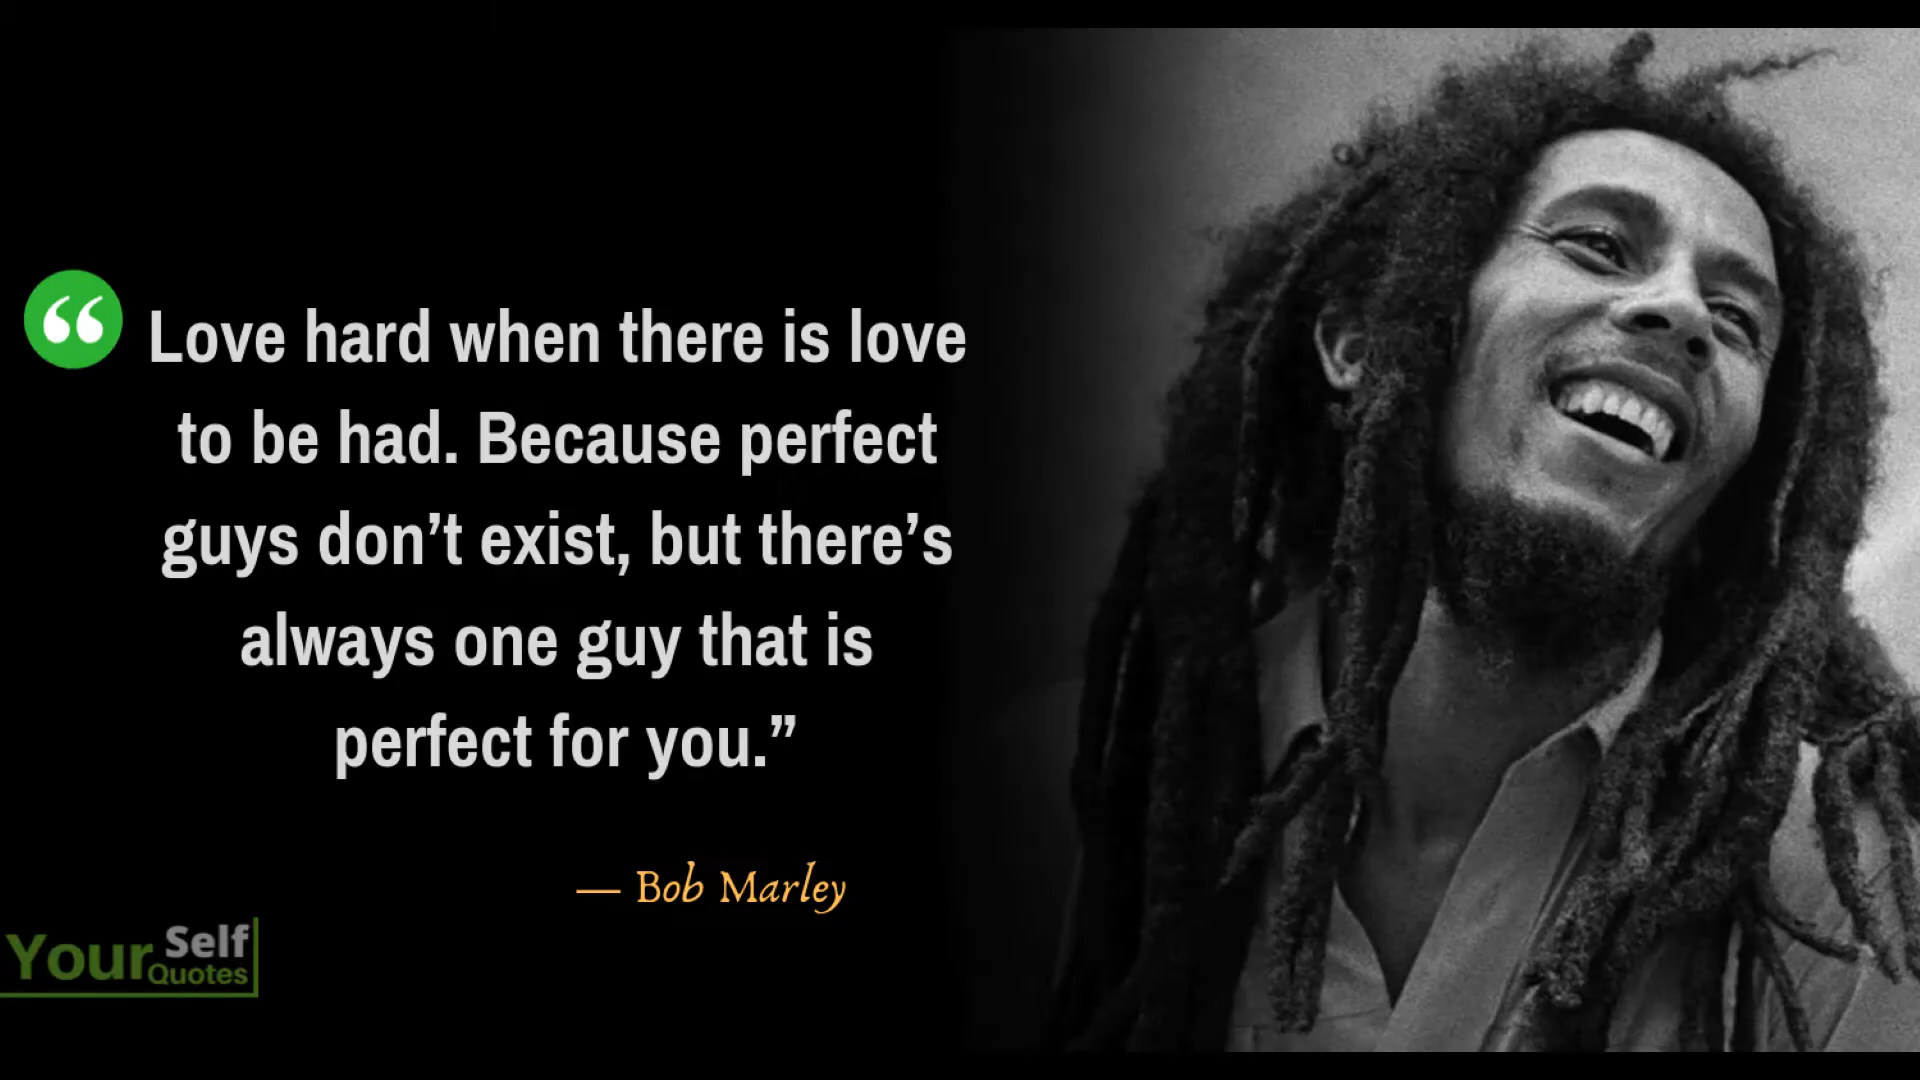 “ Love hard when there is love
to be had. Because perfect
guys don’t exist, but there’s
always one guy that is
perfect for you.”
— Bob Marley
Your Self
Quotes